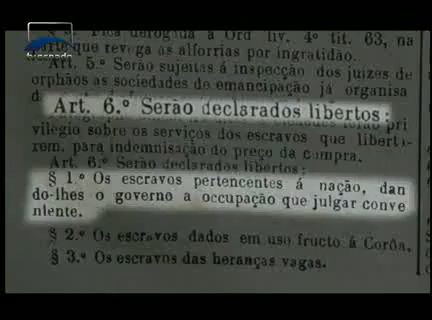 tv senado
Fica derogada a Ord liv. 4º tit. 63, na
parte que revoga as alforrias por ingratidão.
Art. 5.º Serão sujeitas á inspecção dos juizes de
orphãos as sociedades de emancipação já organisa
Art. 6.º Serão declarados libertos:
privilegio sobre os serviços dos escravos que liberta
rem, para indemnisação do preço da compra.
Art. 6.º Serão declarados libertos:
§ 1.º Os escravos pertencentes á nação, dan
do-lhes o governo a occupação que julgar conve
niente.
§ 2.º Os escravos dados em uso fructo á Corôa.
§ 3.º Os escravos das heranças vagas.